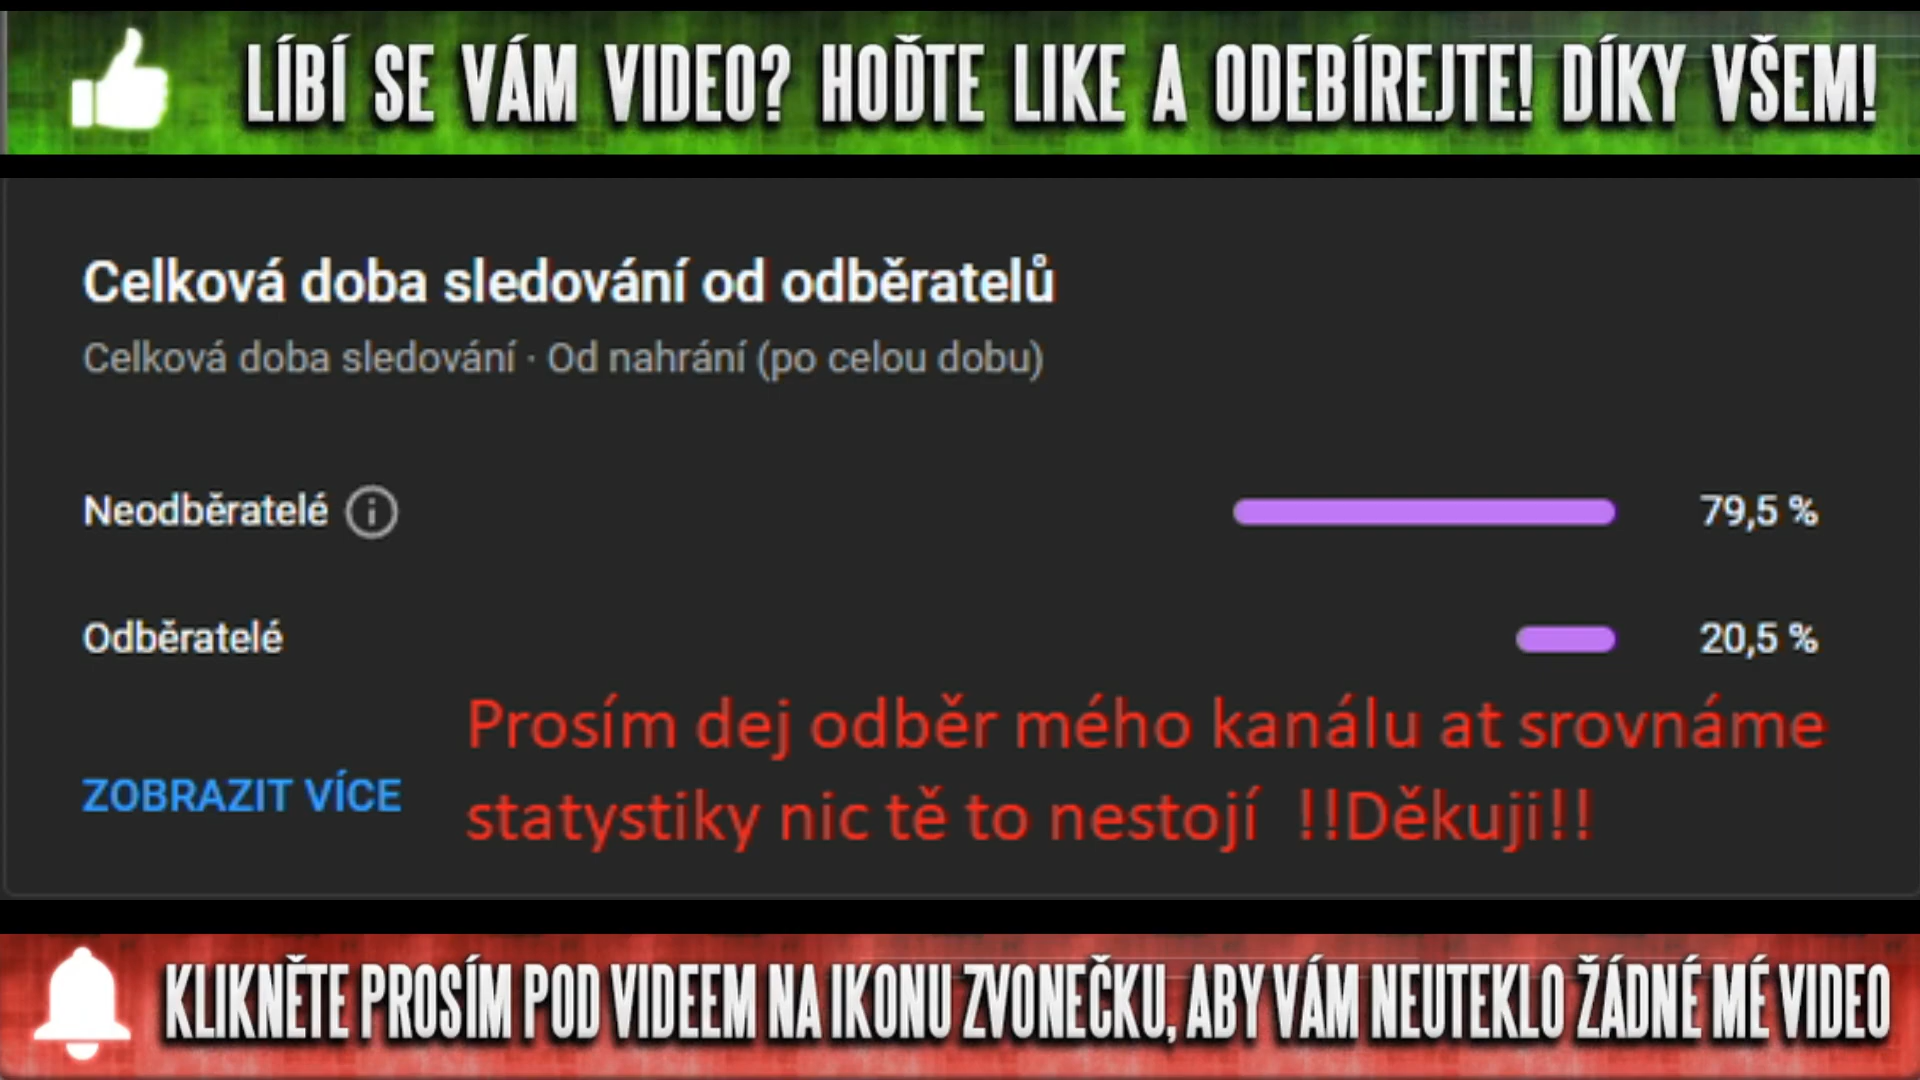 LÍBÍ SE VÁM VIDEO? HOĎTE LIKE A ODEBÍREJTE! DÍKY VŠEM!
Celková doba sledování od odběratelů
Celková doba sledování · Od nahrání (po celou dobu)
Neodběratelé 79,5 %
Odběratelé 20,5 %
Prosím dej odběr mého kanálu at srovnáme
statystiky nic tě to nestojí !!Děkuji!!
ZOBRAZIT VÍCE
KLIKNĚTE PROSÍM POD VIDEEM NA IKONU ZVONEČKU, ABY VÁM NEUTEKLO ŽÁDNÉ MÉ VIDEO